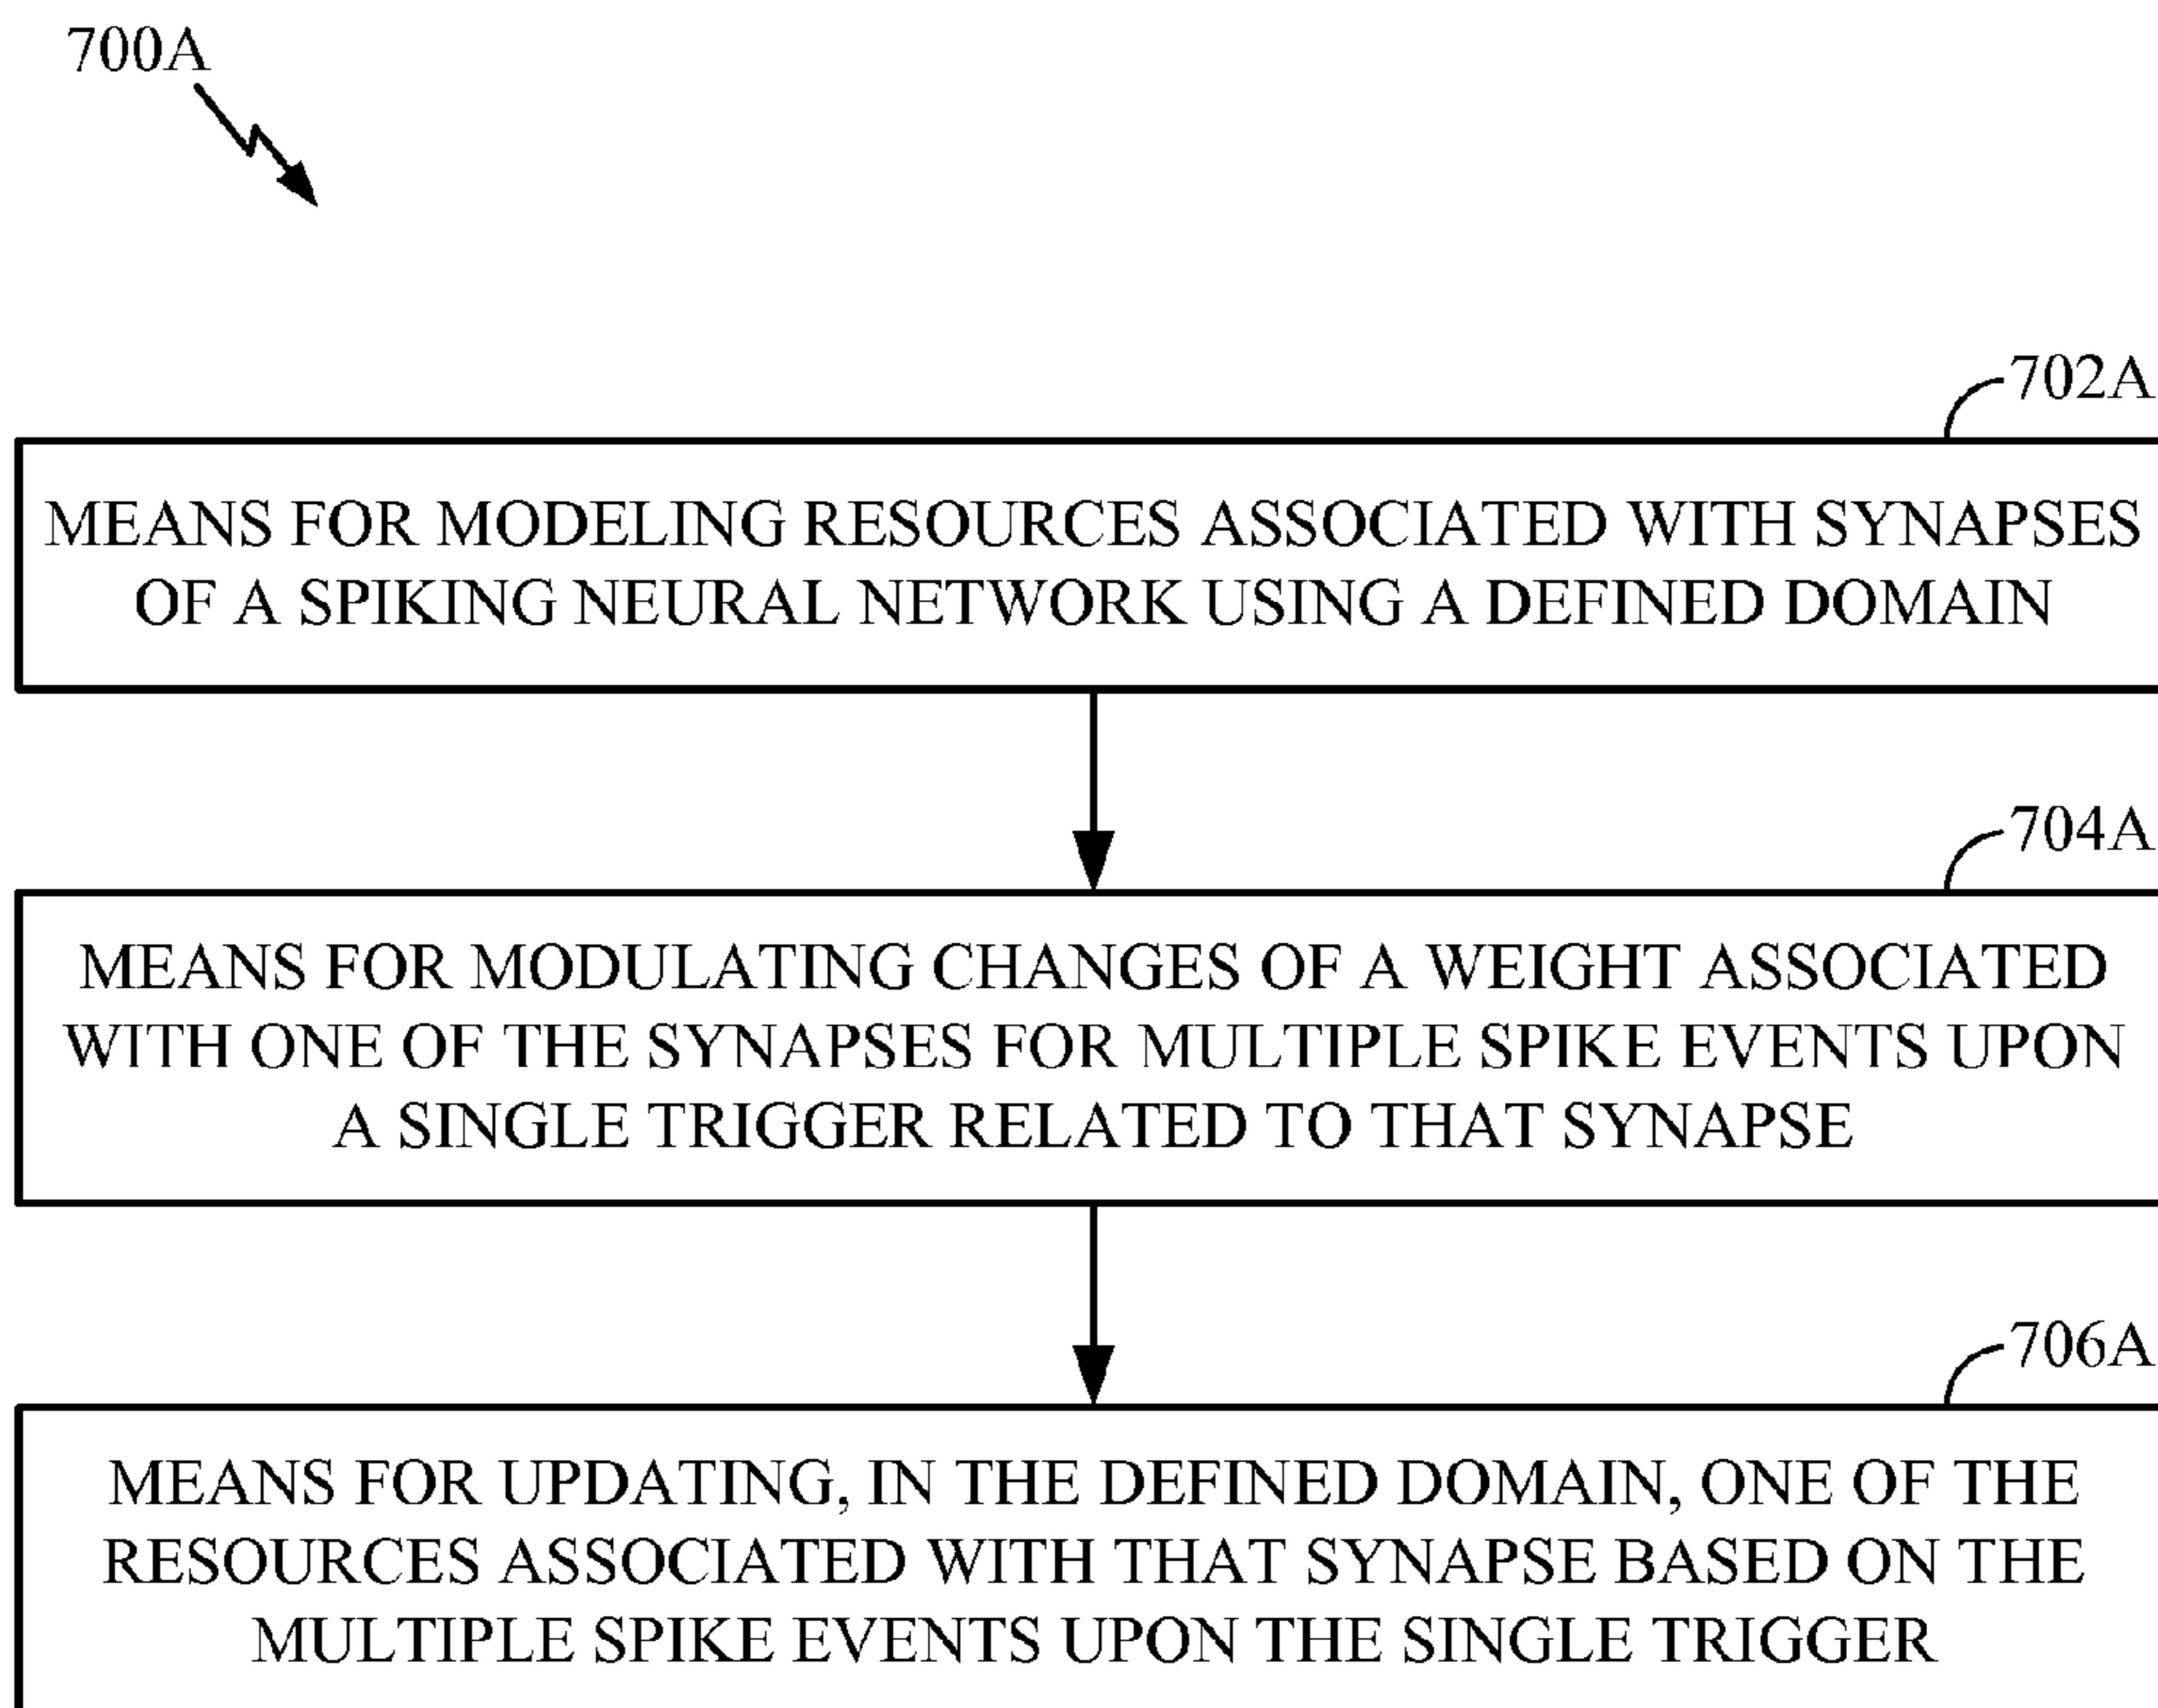 700A
702A
MEANS FOR MODELING RESOURCES ASSOCIATED WITH SYNAPSES
OF A SPIKING NEURAL NETWORK USING A DEFINED DOMAIN
704A
MEANS FOR MODULATING CHANGES OF A WEIGHT ASSOCIATED
WITH ONE OF THE SYNAPSES FOR MULTIPLE SPIKE EVENTS UPON
A SINGLE TRIGGER RELATED TO THAT SYNAPSE
706A
MEANS FOR UPDATING, IN THE DEFINED DOMAIN, ONE OF THE
RESOURCES ASSOCIATED WITH THAT SYNAPSE BASED ON THE
MULTIPLE SPIKE EVENTS UPON THE SINGLE TRIGGER